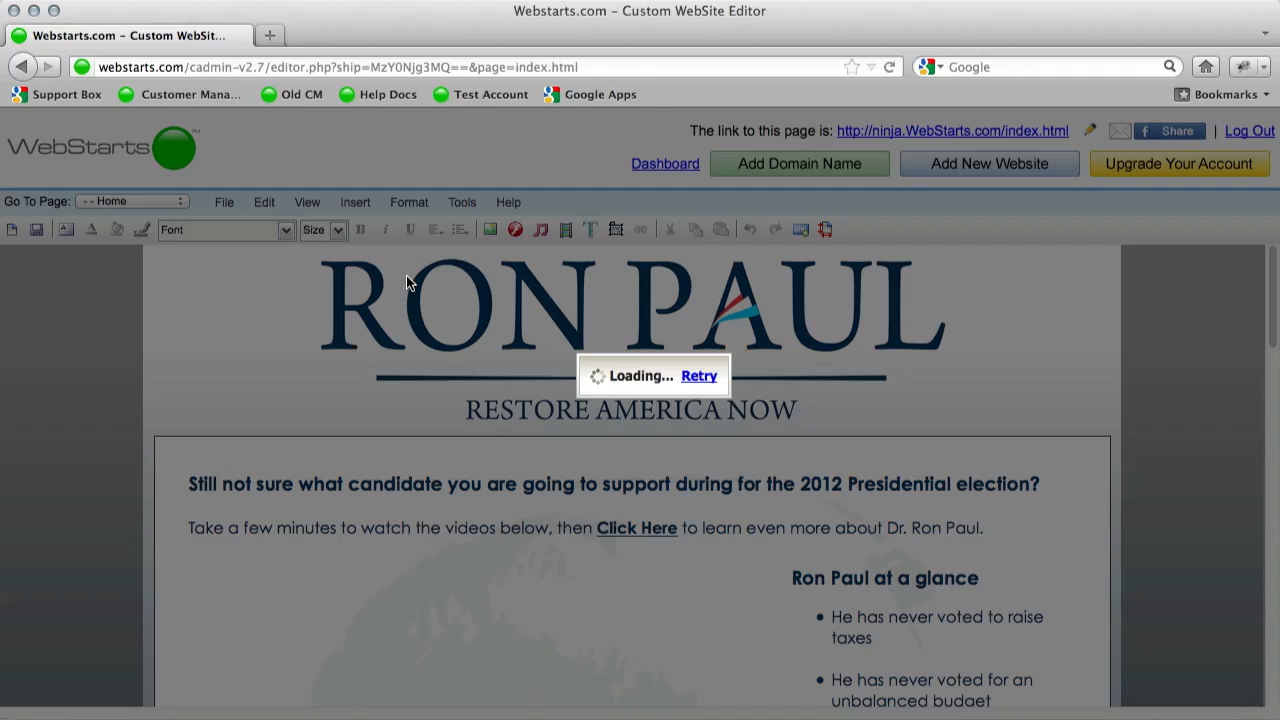 Webstarts.com – Custom WebSite Editor
Webstarts.com – Custom WebSit...
webstarts.com/cadmin-v2.7/editor.php?ship=MzY0Njg3MQ==&page=index.html
Google
Support Box
Customer Mana...
Old CM
Help Docs
Test Account
Google Apps
Bookmarks
WebStarts™
The link to this page is: http://ninja.WebStarts.com/index.html
f Share
| Log Out
Dashboard
Add Domain Name
Add New Website
Upgrade Your Account
Go To Page:
- - Home
File
Edit
View
Insert
Format
Tools
Help
Font
Size
B
i
U
RON PAUL
Loading... Retry
RESTORE AMERICA NOW
Still not sure what candidate you are going to support during for the 2012 Presidential election?
Take a few minutes to watch the videos below, then Click Here to learn even more about Dr. Ron Paul.
Ron Paul at a glance
• He has never voted to raise
taxes
• He has never voted for an
unbalanced budget